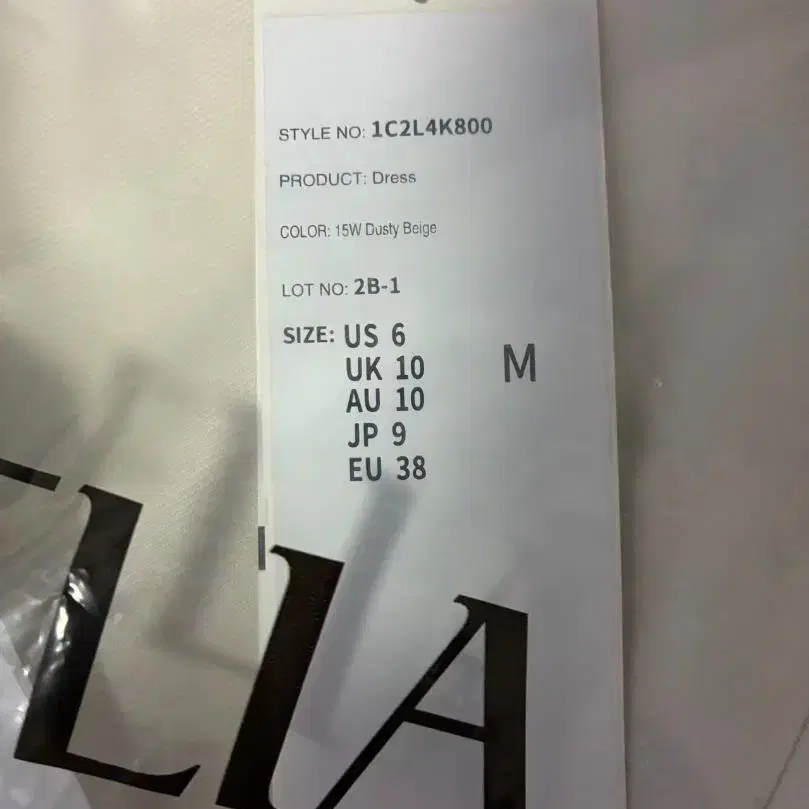 STYLE NO: 1C2L4K800
PRODUCT: Dress
COLOR: 15W Dusty Beige
LOT NO: 2B-1
SIZE: US 6
UK 10
M
AU 10
JP 9
EU 38
LIA